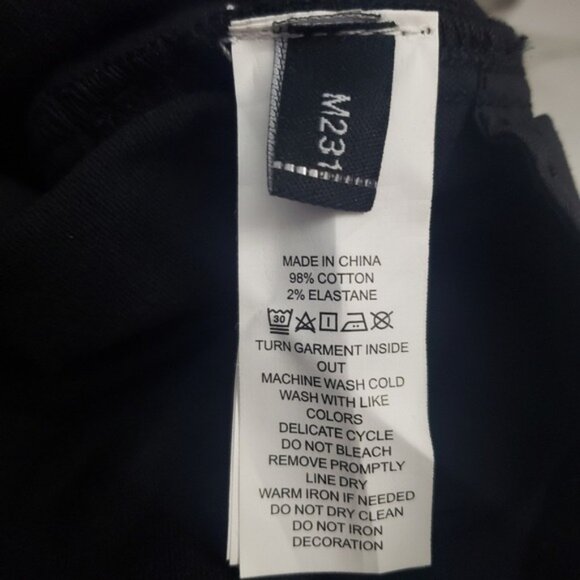 M231
MADE IN CHINA
98% COTTON
2% ELASTANE
30
TURN GARMENT INSIDE
OUT
MACHINE WASH COLD
WASH WITH LIKE
COLORS
DELICATE CYCLE
DO NOT BLEACH
REMOVE PROMPTLY
LINE DRY
WARM IRON IF NEEDED
DO NOT DRY CLEAN
DO NOT IRON
DECORATION